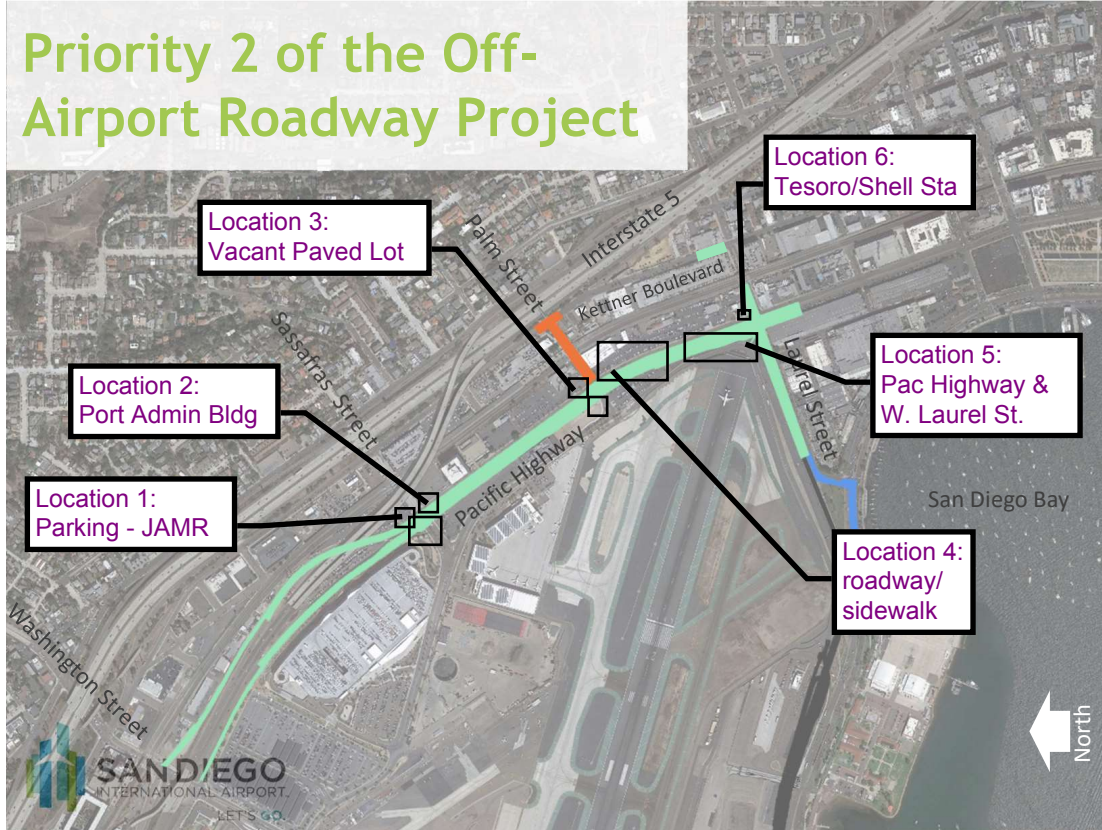 Priority 2 of the Off-
Airport Roadway Project
Location 6:
Tesoro/Shell Sta
Location 3:
Vacant Paved Lot
Palm Street
Interstate 5
Kettner Boulevard
Sassafras Street
Laurel Street
Location 5:
Pac Highway &
W. Laurel St.
Location 2:
Port Admin Bldg
Pacific Highway
Location 1:
Parking - JAMR
San Diego Bay
Location 4:
roadway/
sidewalk
Washington Street
North
SANDIEGO
INTERNATIONAL AIRPORT.
LET'S GO.